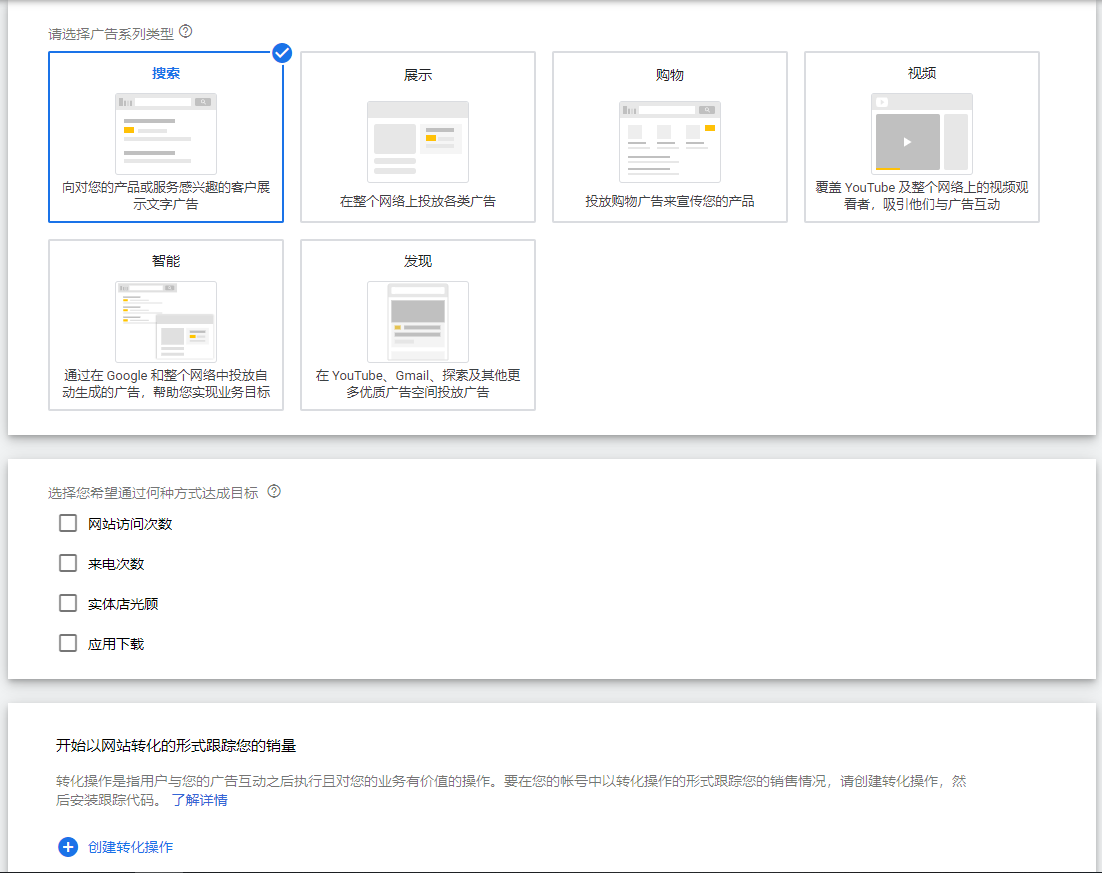 请选择广告系列类型
搜索
向对您的产品或服务感兴趣的客户展
示文字广告
展示
在整个网络上投放各类广告
购物
投放购物广告来宣传您的产品
视频
覆盖 YouTube 及整个网络上的视频观
看者，吸引他们与广告互动
智能
通过在 Google 和整个网络中投放自
动生成的广告，帮助您实现业务目标
发现
在 YouTube、Gmail、探索及其他更
多优质广告空间投放广告
选择您希望通过何种方式达成目标
网站访问次数
来电次数
实体店光顾
应用下载
开始以网站转化的形式跟踪您的销量
转化操作是指用户与您的广告互动之后执行且对您的业务有价值的操作。要在您的帐号中以转化操作的形式跟踪您的销售情况，请创建转化操作，然
后安装跟踪代码。 了解详情
创建转化操作